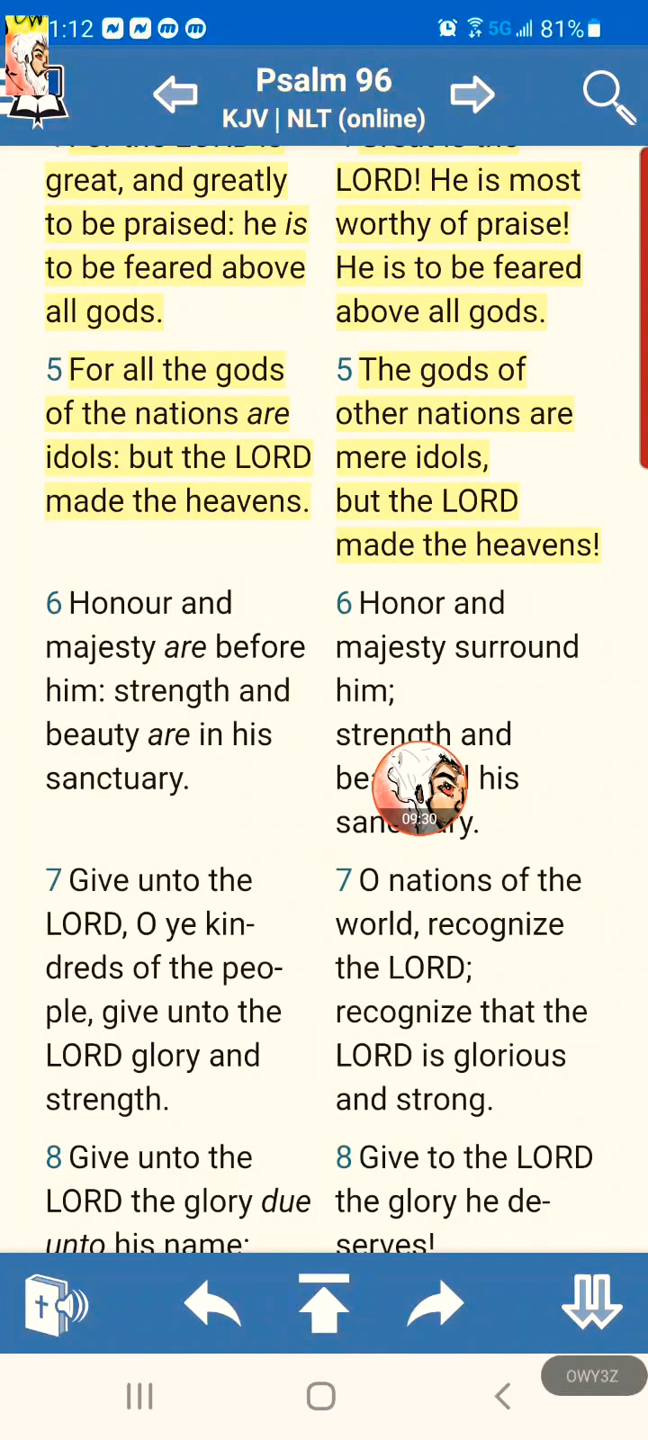 OW
1:12
5G
81%
Psalm 96
KJV | NLT (online)
great, and greatly
to be praised: he is
to be feared above
all gods.
5 For all the gods
of the nations are
idols: but the LORD
made the heavens.
6 Honour and
majesty are before
him: strength and
beauty are in his
sanctuary.
7 Give unto the
LORD, O ye kin-
dreds of the peo-
ple, give unto the
LORD glory and
strength.
8 Give unto the
LORD the glory due
unto his name:
Great is the
LORD! He is most
worthy of praise!
He is to be feared
above all gods.
5 The gods of
other nations are
mere idols,
but the LORD
made the heavens!
6 Honor and
majesty surround
him;
strength and
his
7 O nations of the
world, recognize
the LORD;
recognize that the
LORD is glorious
and strong.
8 Give to the LORD
the glory he de-
serves!
09:30
OWY3Z